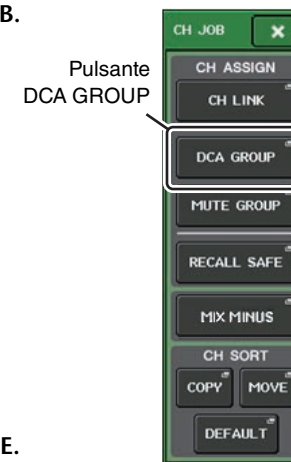 B.
CH JOB ×
Pulsante
DCA GROUP
CH ASSIGN
CH LINK
DCA GROUP
MUTE GROUP
RECALL SAFE
MIX MINUS
CH SORT
COPY MOVE
DEFAULT
E.